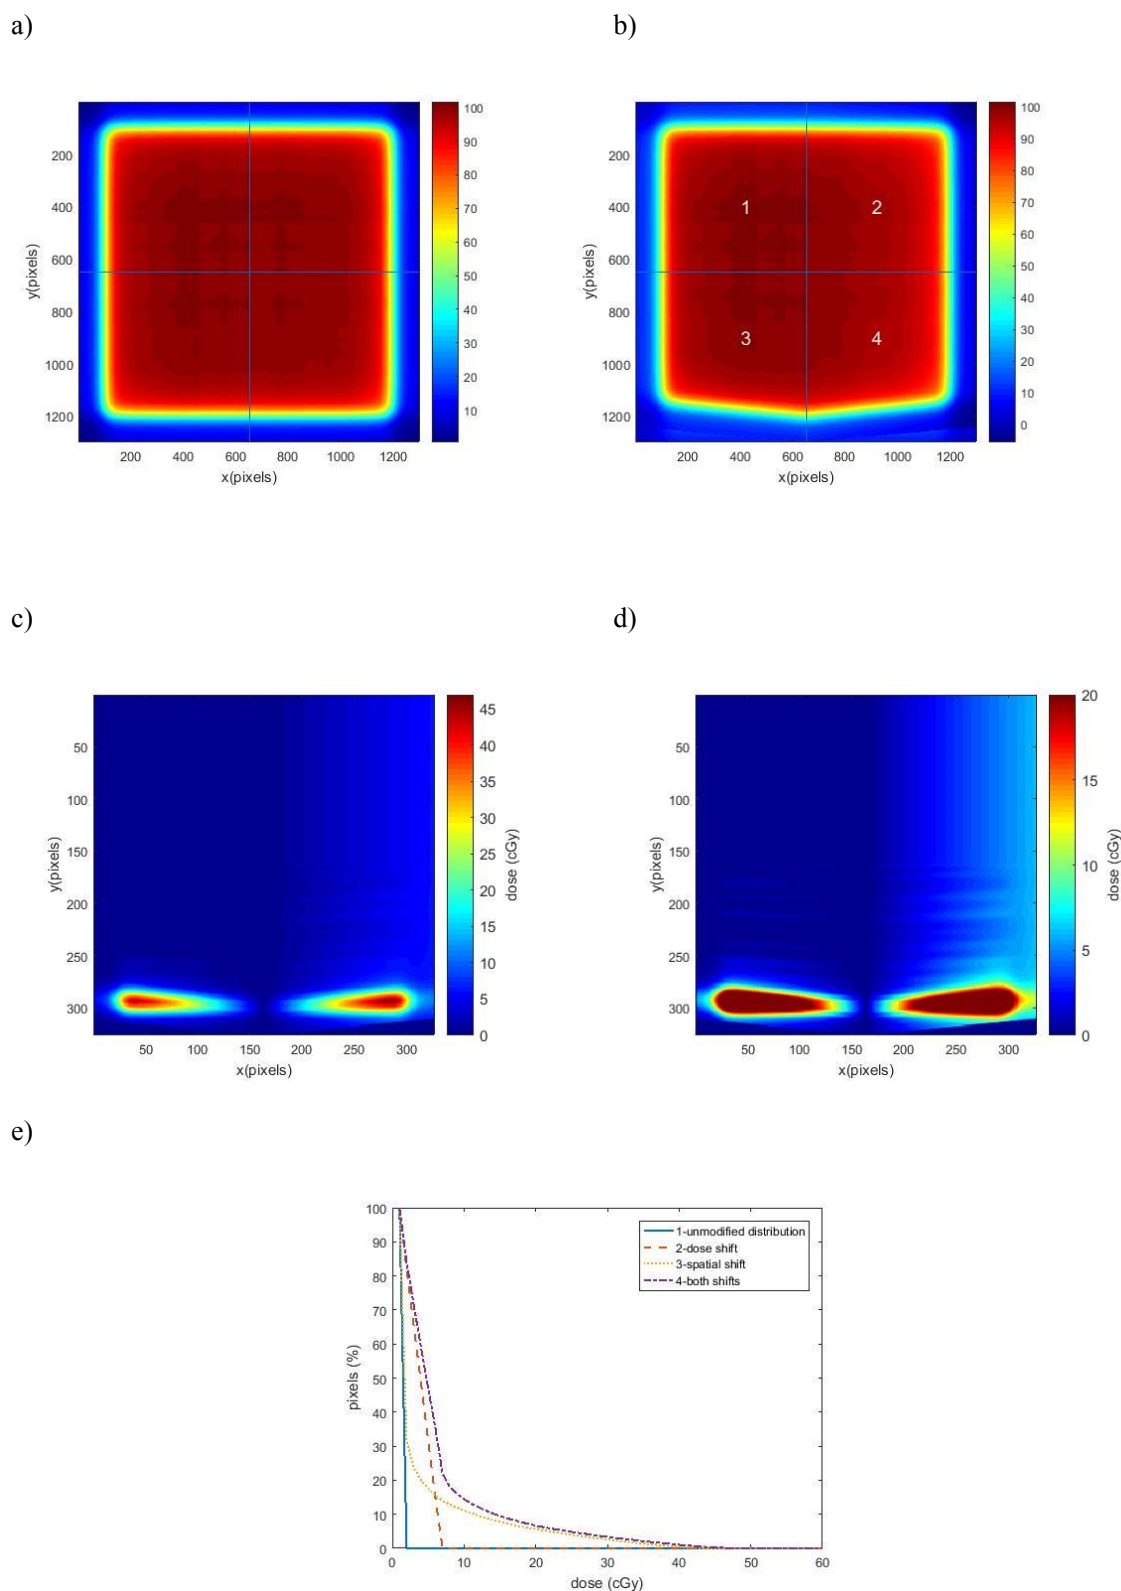 a)
b)
200
400
600
800
1000
1200
y(pixels)
200 400 600 800 1000 1200
x(pixels)
100
90
80
70
60
50
40
30
20
10
1 2
3 4
200
400
600
800
1000
1200
y(pixels)
200 400 600 800 1000 1200
x(pixels)
100
90
80
70
60
50
40
30
20
10
0
c)
d)
50
100
150
200
250
300
y(pixels)
50 100 150 200 250 300
x(pixels)
45
40
35
30
25
20
15
10
5
0
dose (cGy)
50
100
150
200
250
300
y(pixels)
50 100 150 200 250 300
x(pixels)
20
15
10
5
0
dose (cGy)
e)
100
90
80
70
60
50
40
30
20
10
0
pixels (%)
1-unmodified distribution
2-dose shift
3-spatial shift
4-both shifts
0 10 20 30 40 50 60
dose (cGy)